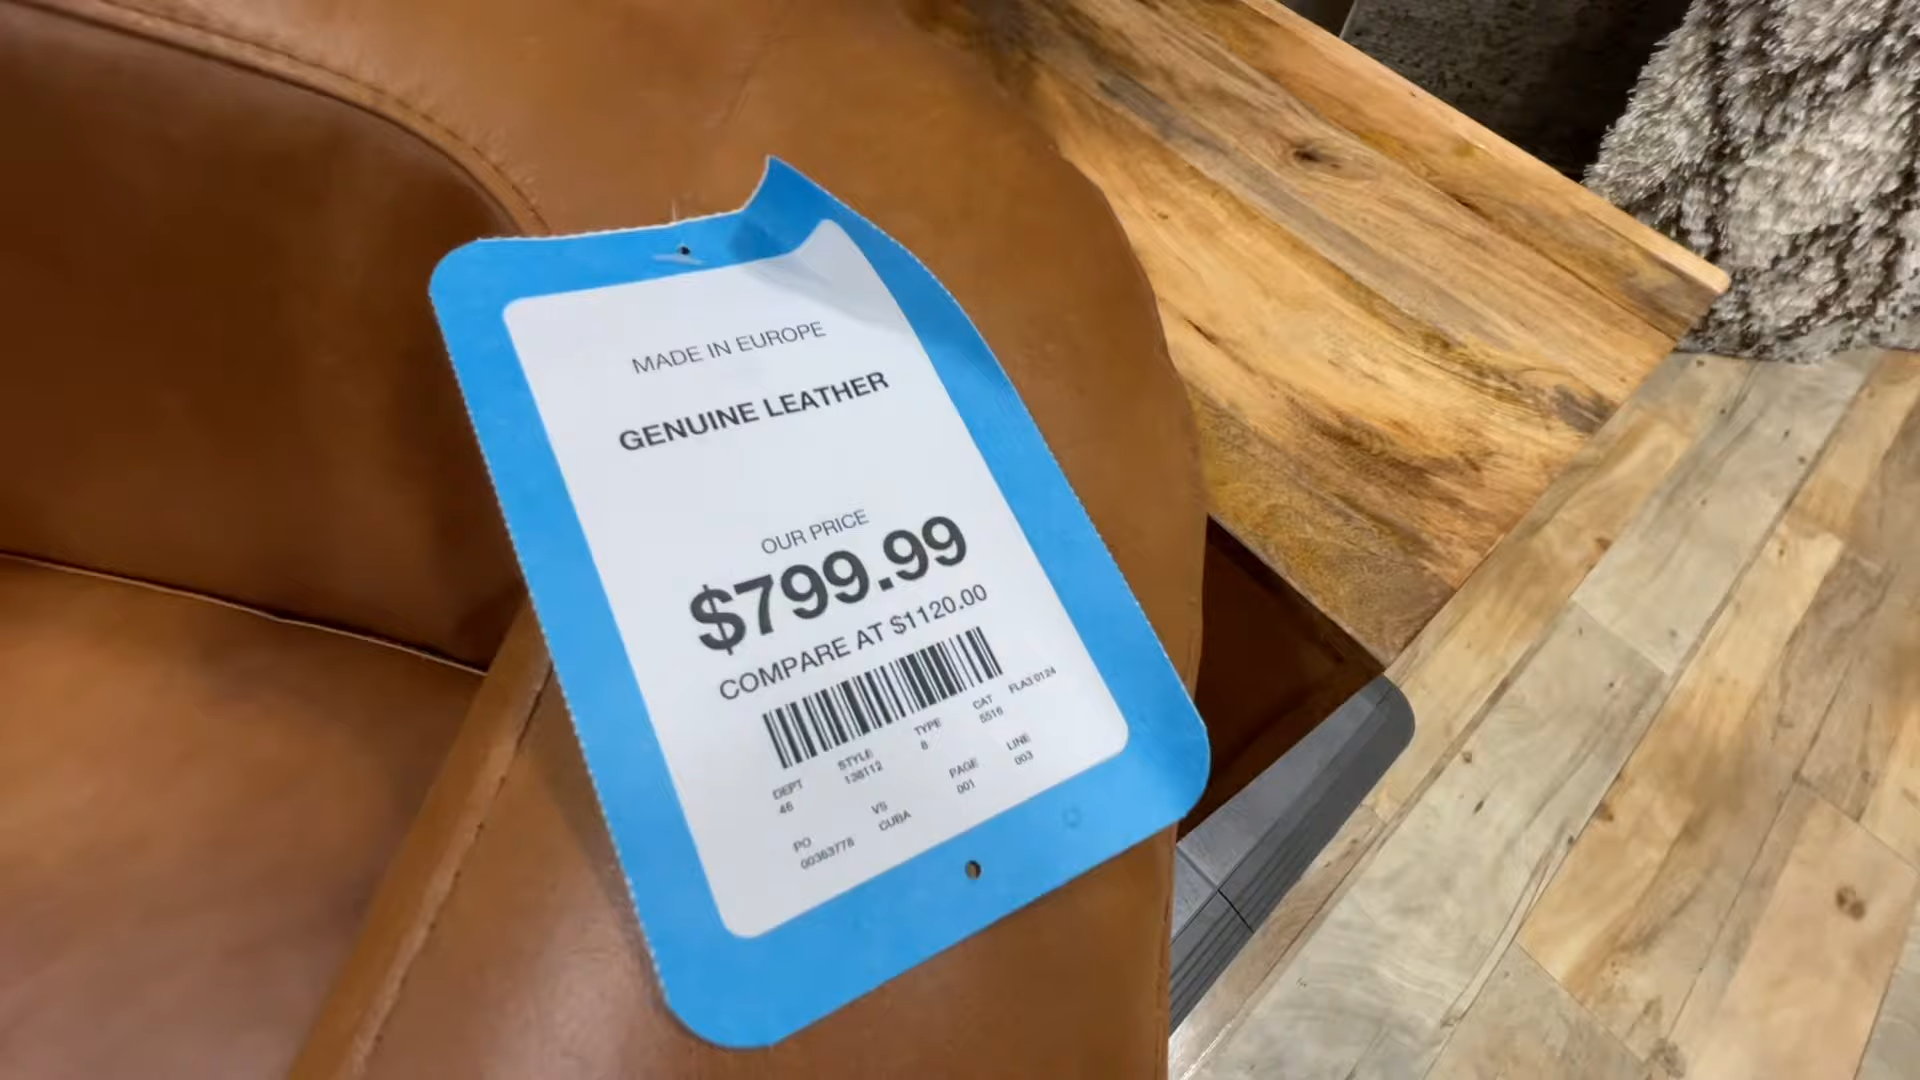 MADE IN EUROPE
GENUINE LEATHER
OUR PRICE
$799.99
COMPARE AT $1120.00
DEPT STYLE TYPE CAT FLA3 0124
46 138112 8 5516
PO VS PAGE LINE
00363778 CUBA 001 003